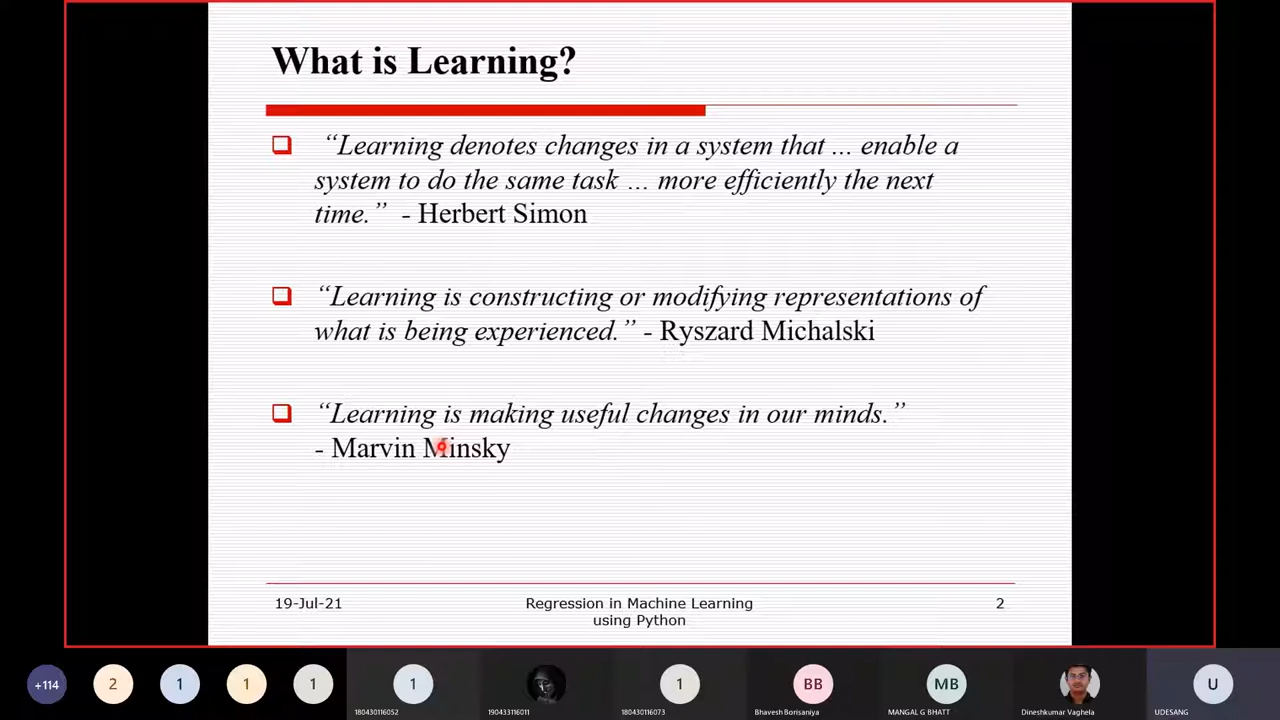 What is Learning?
“Learning denotes changes in a system that ... enable a
system to do the same task … more efficiently the next
time.” - Herbert Simon
“Learning is constructing or modifying representations of
what is being experienced.” - Ryszard Michalski
“Learning is making useful changes in our minds.”
- Marvin Minsky
19-Jul-21
Regression in Machine Learning
using Python
2
+114
2
1
1
1
1
1
BB
MB
U
180430116052
190433116011
180430116073
Bhavesh Borisaniya
MANGAL G BHATT
Dineshkumar Vaghela
UDESANG